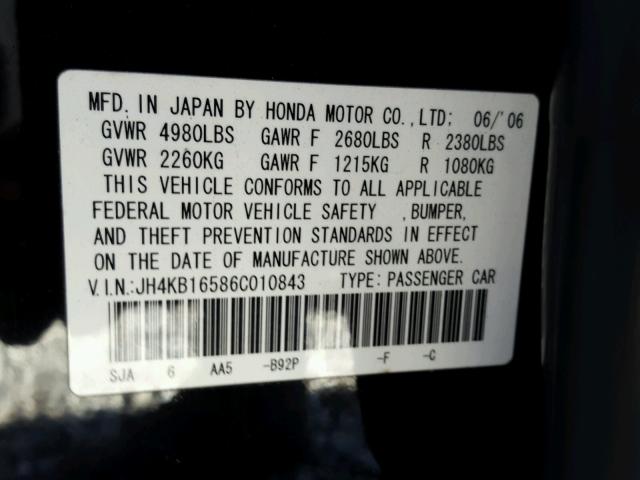 MFD. IN JAPAN BY HONDA MOTOR CO., LTD; 06/'06
GVWR 4980LBS GAWR F 2680LBS R 2380LBS
GVWR 2260KG GAWR F 1215KG R 1080KG
THIS VEHICLE CONFORMS TO ALL APPLICABLE
FEDERAL MOTOR VEHICLE SAFETY , BUMPER,
AND THEFT PREVENTION STANDARDS IN EFFECT
ON THE DATE OF MANUFACTURE SHOWN ABOVE.
V.I.N.:JH4KB16586C010843 TYPE: PASSENGER CAR
SJA 6 AA5 -B92P -F -C